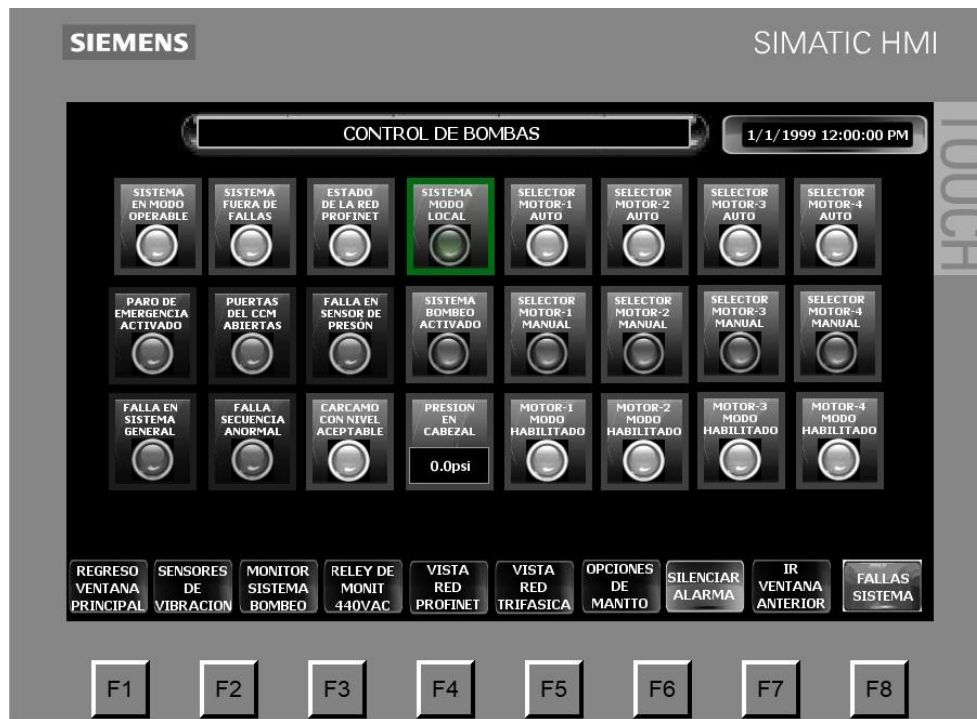 SIEMENS
SIMATIC HMI
TOUCH
CONTROL DE BOMBAS
1/1/1999 12:00:00 PM
SISTEMA
EN MODO
OPERABLE
SISTEMA
FUERA DE
FALLAS
ESTADO
DE LA RED
PROFINET
SISTEMA
MODO
LOCAL
SELECTOR
MOTOR-1
AUTO
SELECTOR
MOTOR-2
AUTO
SELECTOR
MOTOR-3
AUTO
SELECTOR
MOTOR-4
AUTO
PARO DE
EMERGENCIA
ACTIVADO
PUERTAS
DEL CCM
ABIERTAS
FALLA EN
SENSOR DE
PRESÓN
SISTEMA
BOMBEO
ACTIVADO
SELECTOR
MOTOR-1
MANUAL
SELECTOR
MOTOR-2
MANUAL
SELECTOR
MOTOR-3
MANUAL
SELECTOR
MOTOR-4
MANUAL
FALLA EN
SISTEMA
GENERAL
FALLA
SECUENCIA
ANORMAL
CARCAMO
CON NIVEL
ACEPTABLE
PRESION
EN
CABEZAL
0.0psi
MOTOR-1
MODO
HABILITADO
MOTOR-2
MODO
HABILITADO
MOTOR-3
MODO
HABILITADO
MOTOR-4
MODO
HABILITADO
REGRESO
VENTANA
PRINCIPAL
SENSORES
DE
VIBRACION
MONITOR
SISTEMA
BOMBEO
RELEY DE
MONIT
440VAC
VISTA
RED
PROFINET
VISTA
RED
TRIFASICA
OPCIONES
DE
MANTTO
SILENCIAR
ALARMA
IR
VENTANA
ANTERIOR
FALLAS
SISTEMA
F1
F2
F3
F4
F5
F6
F7
F8